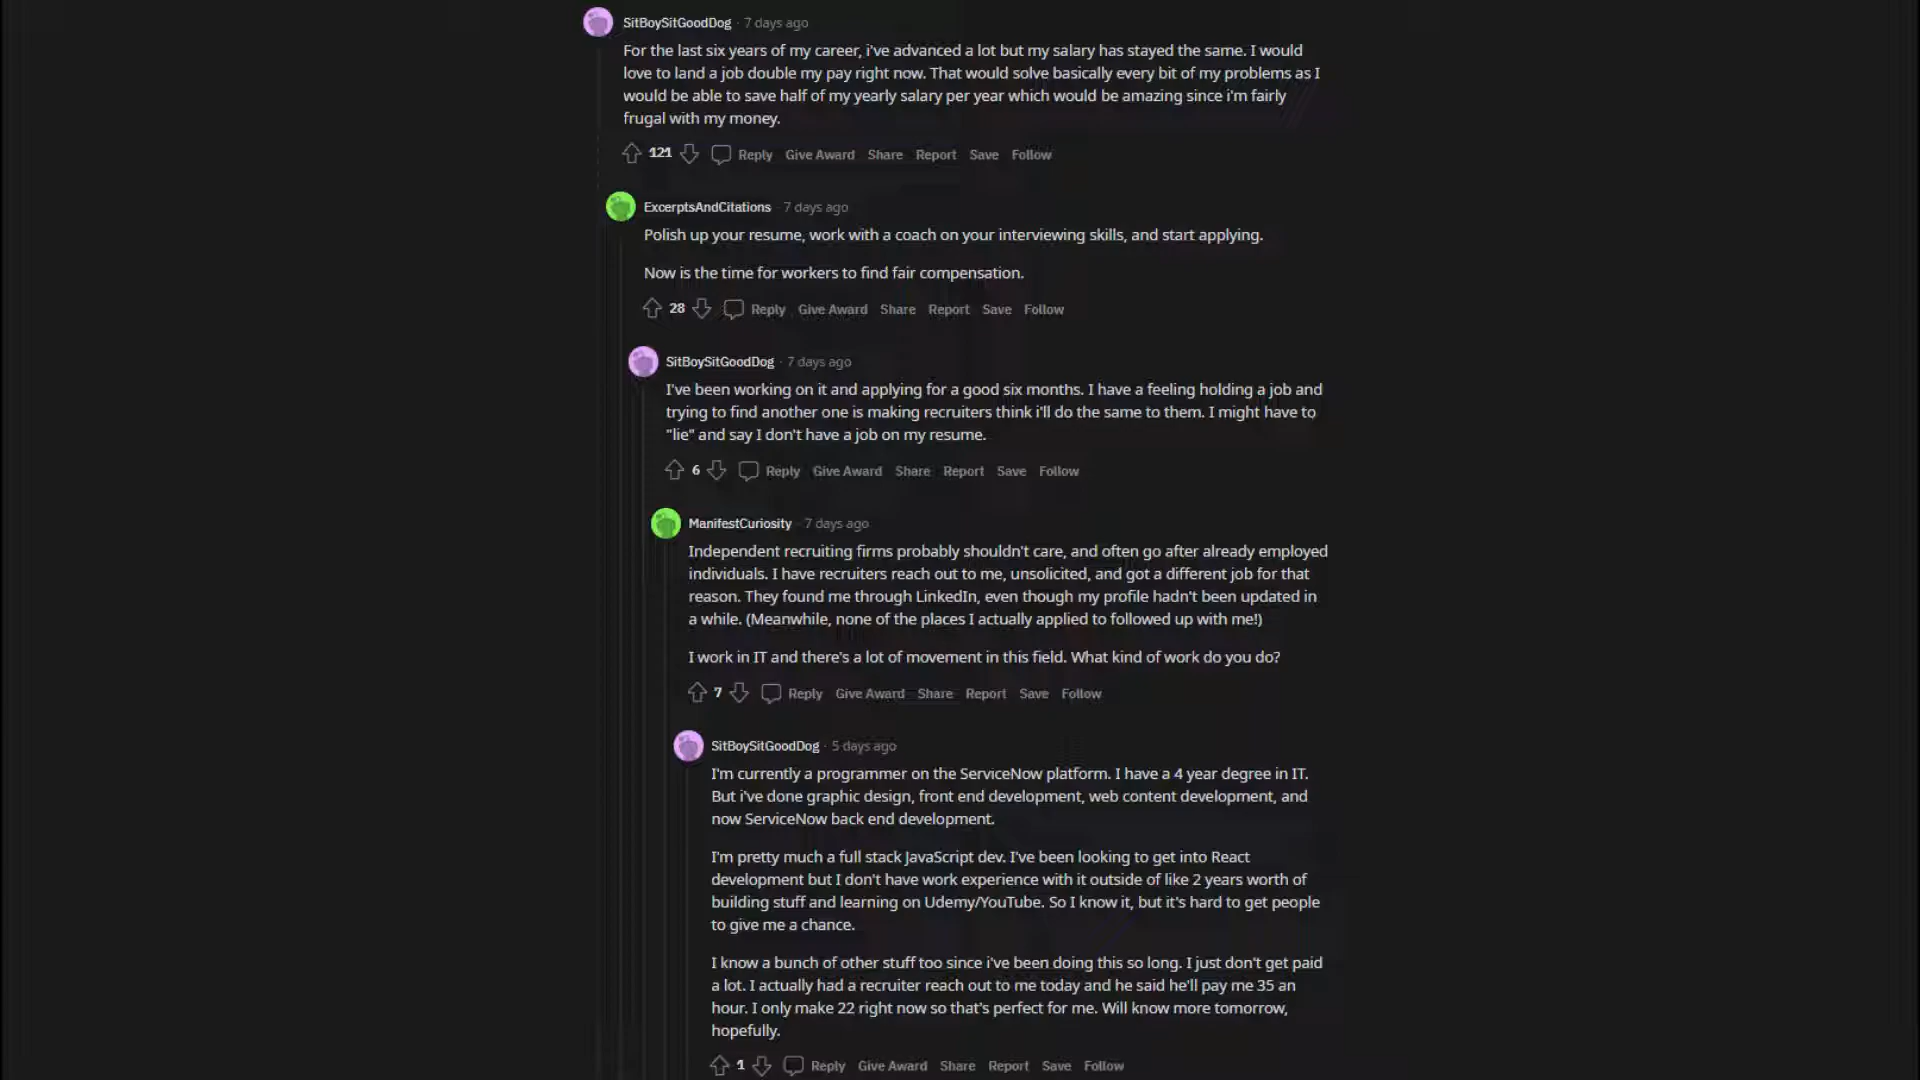 SitBoySitGoodDog · 7 days ago
For the last six years of my career, i've advanced a lot but my salary has stayed the same. I would
love to land a job double my pay right now. That would solve basically every bit of my problems as I
would be able to save half of my yearly salary per year which would be amazing since i'm fairly
frugal with my money.
121 Reply Give Award Share Report Save Follow
ExcerptsAndCitations · 7 days ago
Polish up your resume, work with a coach on your interviewing skills, and start applying.
Now is the time for workers to find fair compensation.
28 Reply Give Award Share Report Save Follow
SitBoySitGoodDog · 7 days ago
I've been working on it and applying for a good six months. I have a feeling holding a job and
trying to find another one is making recruiters think i'll do the same to them. I might have to
"lie" and say I don't have a job on my resume.
6 Reply Give Award Share Report Save Follow
ManifestCuriosity · 7 days ago
Independent recruiting firms probably shouldn't care, and often go after already employed
individuals. I have recruiters reach out to me, unsolicited, and got a different job for that
reason. They found me through LinkedIn, even though my profile hadn't been updated in
a while. (Meanwhile, none of the places I actually applied to followed up with me!)
I work in IT and there's a lot of movement in this field. What kind of work do you do?
7 Reply Give Award Share Report Save Follow
SitBoySitGoodDog · 5 days ago
I'm currently a programmer on the ServiceNow platform. I have a 4 year degree in IT.
But i've done graphic design, front end development, web content development, and
now ServiceNow back end development.
I'm pretty much a full stack JavaScript dev. I've been looking to get into React
development but I don't have work experience with it outside of like 2 years worth of
building stuff and learning on Udemy/YouTube. So I know it, but it's hard to get people
to give me a chance.
I know a bunch of other stuff too since i've been doing this so long. I just don't get paid
a lot. I actually had a recruiter reach out to me today and he said he'll pay me 35 an
hour. I only make 22 right now so that's perfect for me. Will know more tomorrow,
hopefully.
1 Reply Give Award Share Report Save Follow